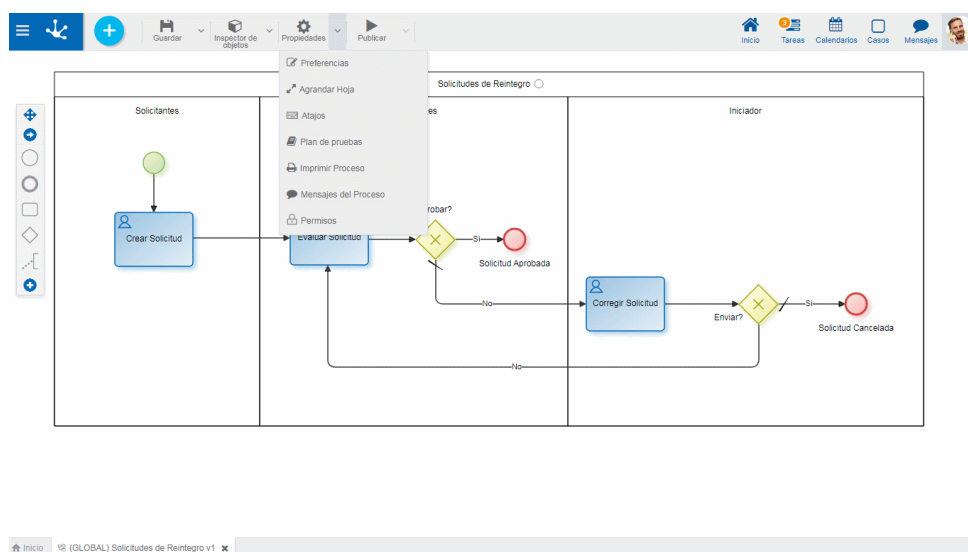 Guardar
Inspector de
objetos
Propiedades
Publicar
Inicio
3
Tareas
Calendarios
Casos
Mensajes
Preferencias
Agrandar Hoja
Atajos
Plan de pruebas
Imprimir Proceso
Mensajes del Proceso
Permisos
Solicitudes de Reintegro
Solicitantes
es
Iniciador
Crear Solicitud
Evaluar Solicitud
robar?
Si
Solicitud Aprobada
No
Corregir Solicitud
Enviar?
Si
Solicitud Cancelada
No
Inicio
(GLOBAL) Solicitudes de Reintegro v1